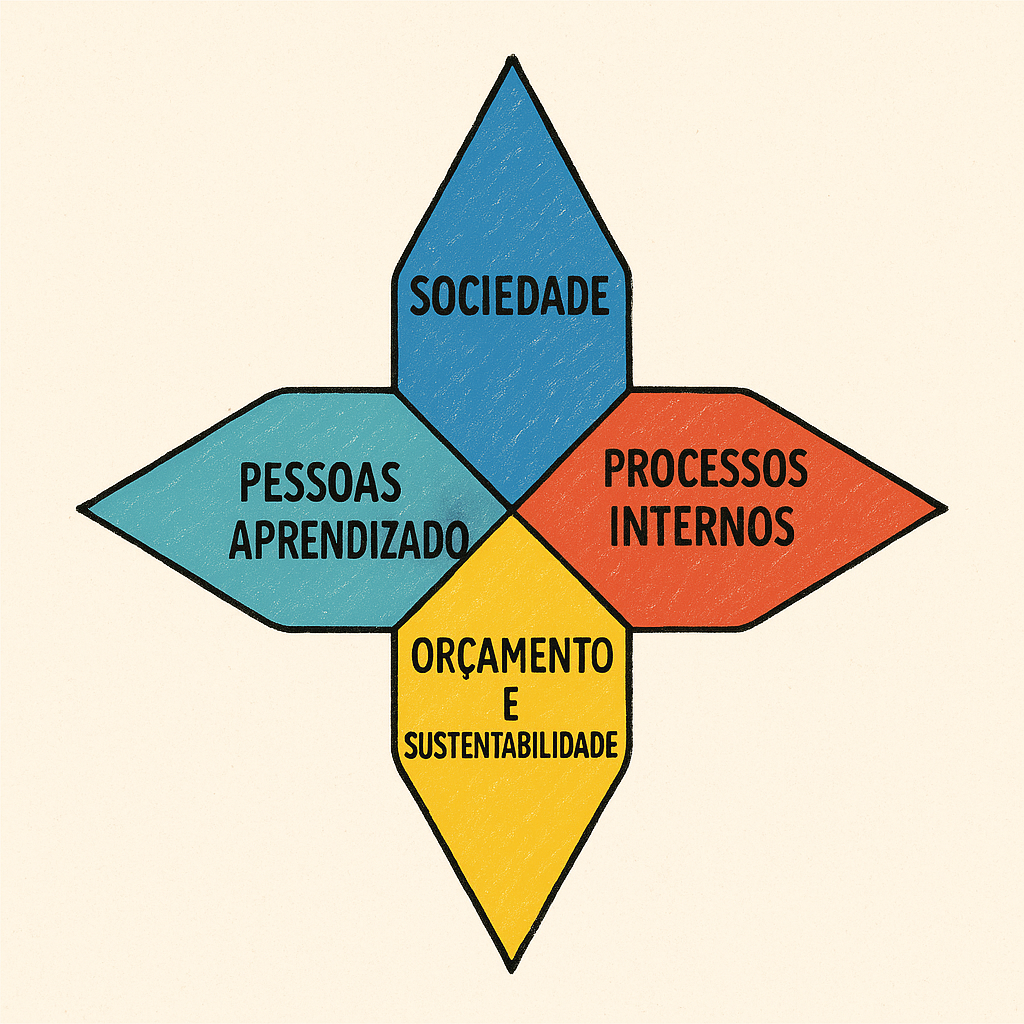 SOCIEDADE
PESSOAS
APRENDIZADO
PROCESSOS
INTERNOS
ORÇAMENTO
E
SUSTENTABILIDADE